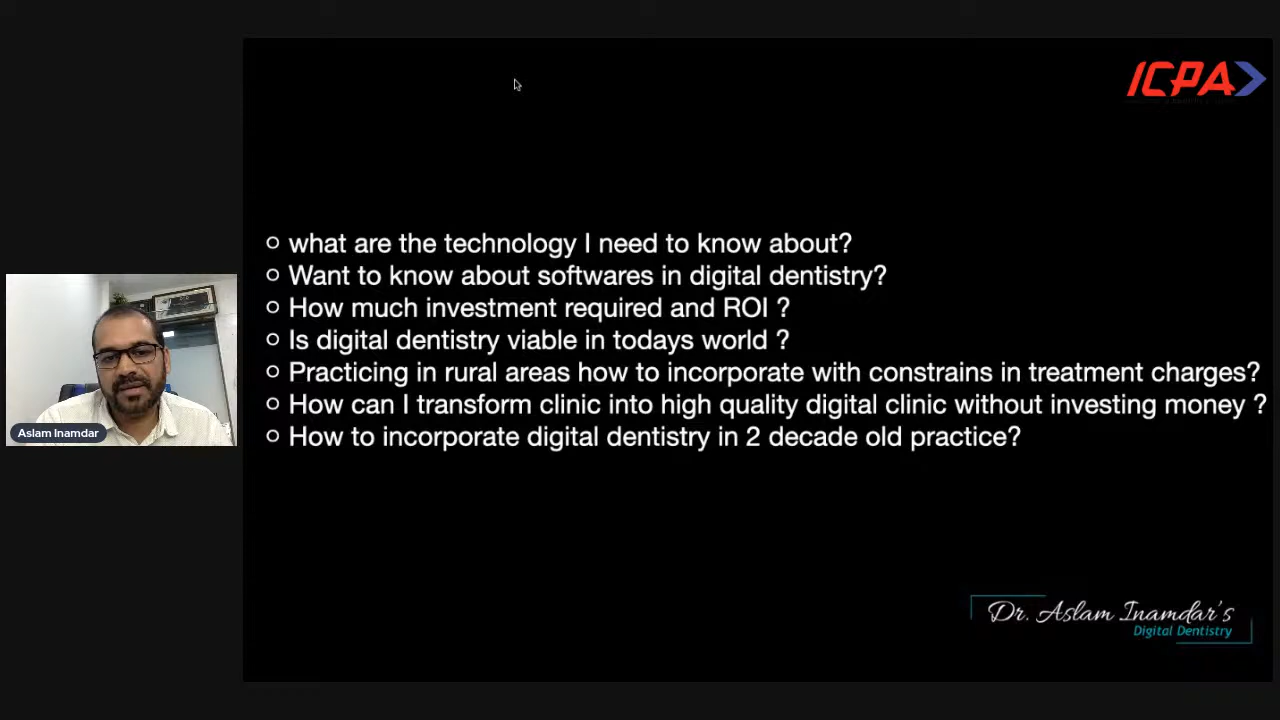 ICPA
what are the technology I need to know about?
Want to know about softwares in digital dentistry?
How much investment required and ROI ?
Is digital dentistry viable in todays world ?
Practicing in rural areas how to incorporate with constrains in treatment charges?
How can I transform clinic into high quality digital clinic without investing money ?
How to incorporate digital dentistry in 2 decade old practice?
Aslam Inamdar
Dr. Aslam Inamdar's
Digital Dentistry